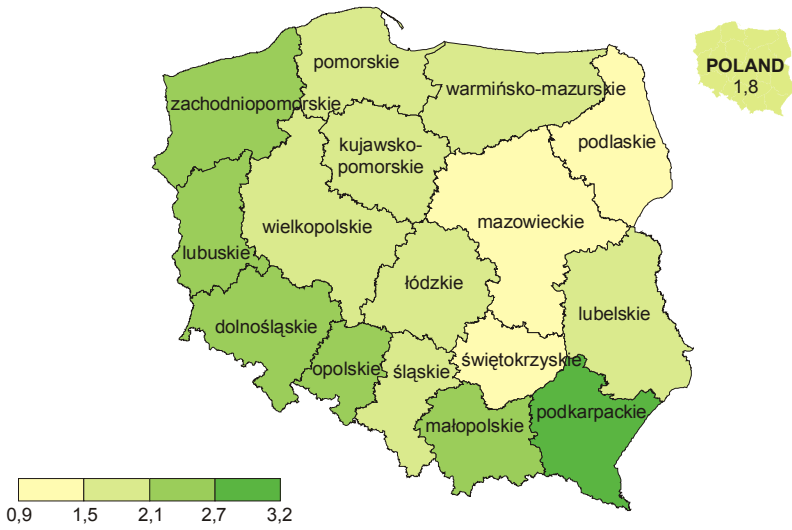 pomorskie
POLAND
1,8
warmińsko-mazurskie
zachodniopomorskie
kujawsko-
pomorskie
podlaskie
wielkopolskie
mazowieckie
lubuskie
łódzkie
lubelskie
dolnośląskie
opolskie
śląskie
świętokrzyskie
małopolskie
podkarpackie
0,9 1,5 2,1 2,7 3,2